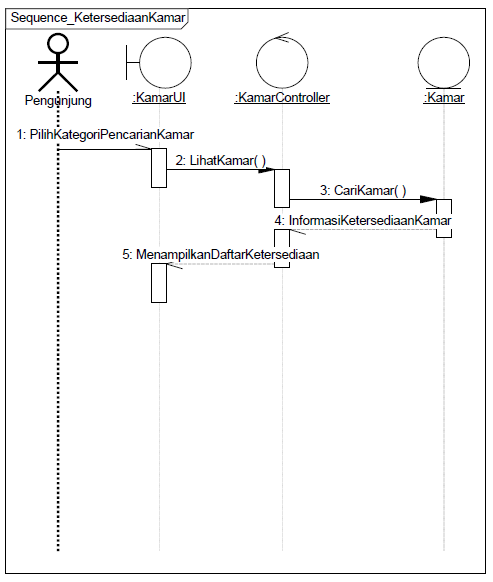 Sequence_KetersediaanKamar
Pengunjung
:KamarUI
:KamarController
:Kamar
1: PilihKategoriPencarianKamar
2: LihatKamar( )
3: CariKamar( )
4: InformasiKetersediaanKamar
5: MenampilkanDaftarKetersediaan